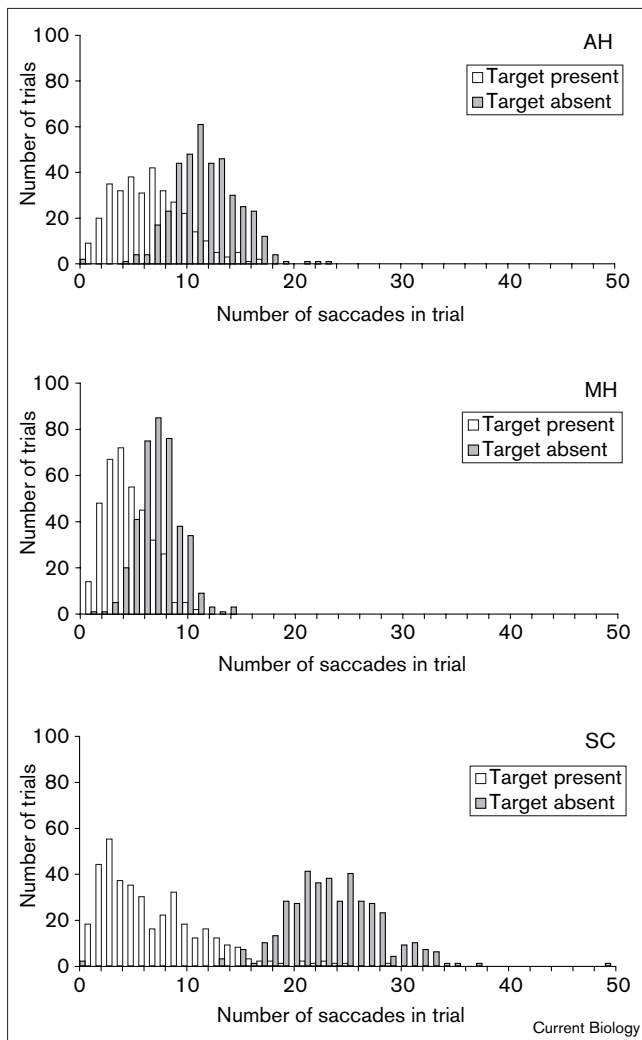 AH
Target present
Target absent
Number of trials
100
80
60
40
20
0
0 10 20 30 40 50
Number of saccades in trial
MH
Target present
Target absent
Number of trials
100
80
60
40
20
0
0 10 20 30 40 50
Number of saccades in trial
SC
Target present
Target absent
Number of trials
100
80
60
40
20
0
0 10 20 30 40 50
Number of saccades in trial
Current Biology